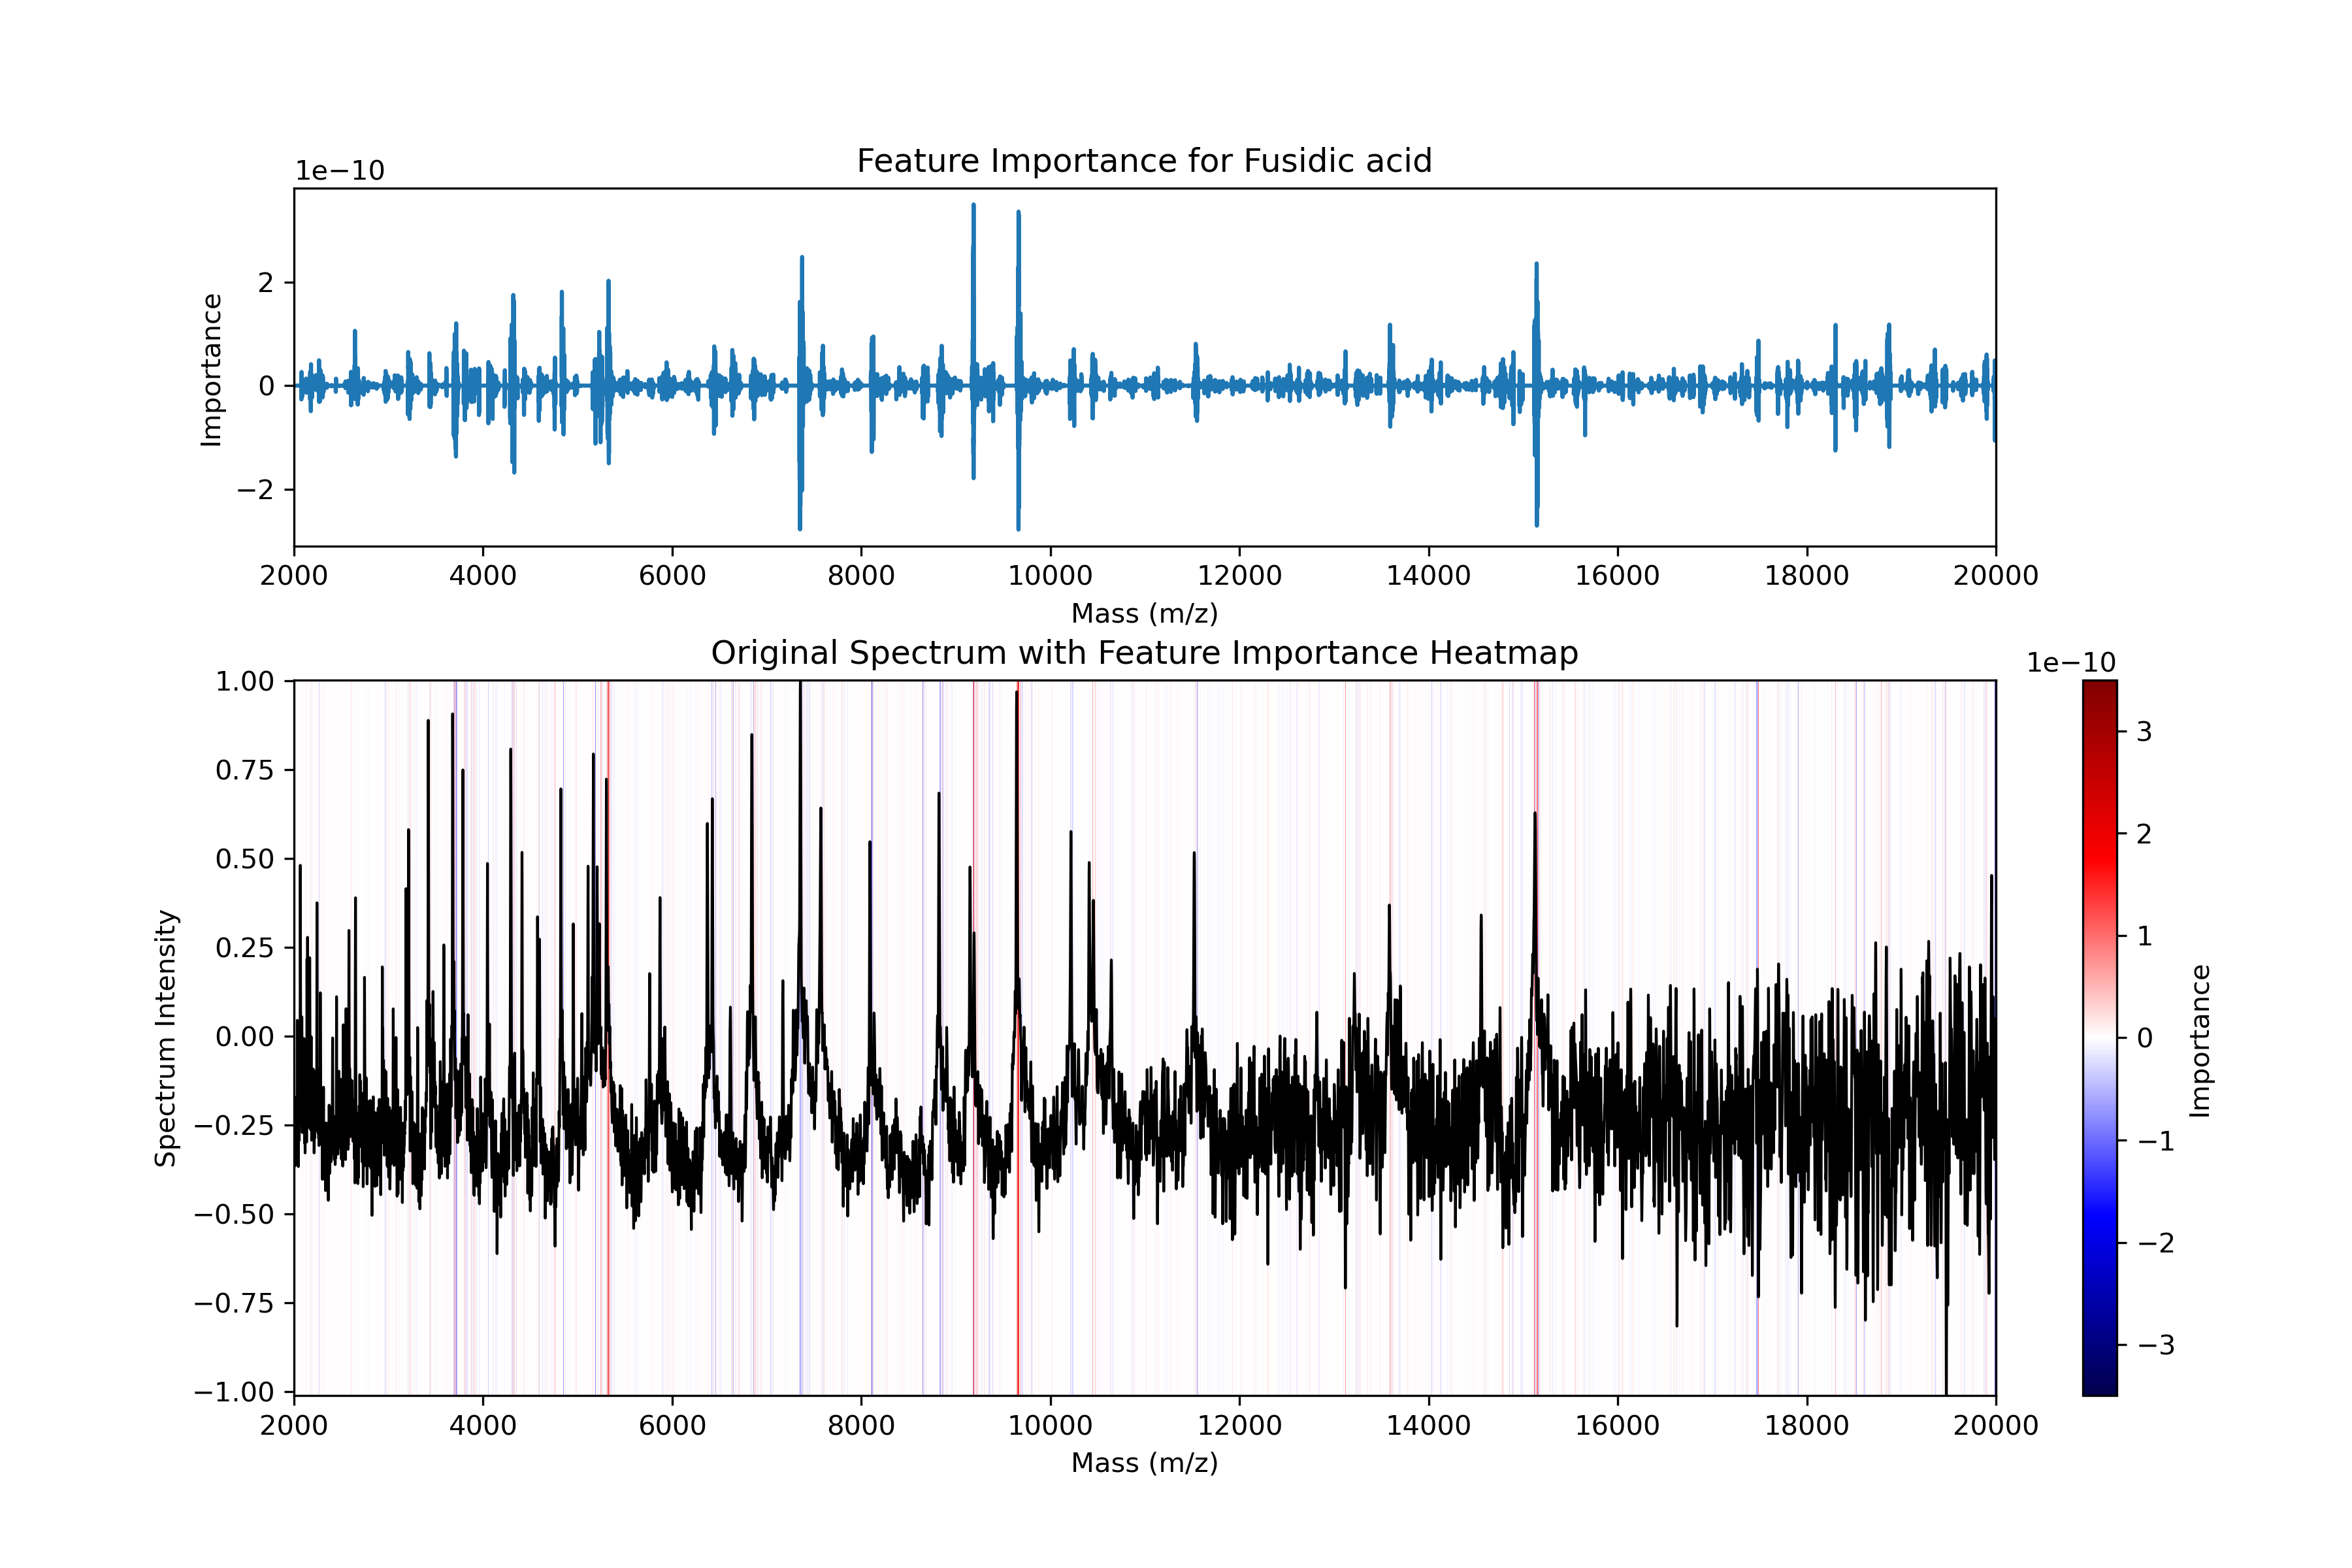 Feature Importance for Fusidic acid
1e−10
Importance
2
0
−2
2000 4000 6000 8000 10000 12000 14000 16000 18000 20000
Mass (m/z)
Original Spectrum with Feature Importance Heatmap
1e−10
Spectrum Intensity
1.00
0.75
0.50
0.25
0.00
−0.25
−0.50
−0.75
−1.00
2000 4000 6000 8000 10000 12000 14000 16000 18000 20000
Mass (m/z)
3
2
1
0
−1
−2
−3
Importance